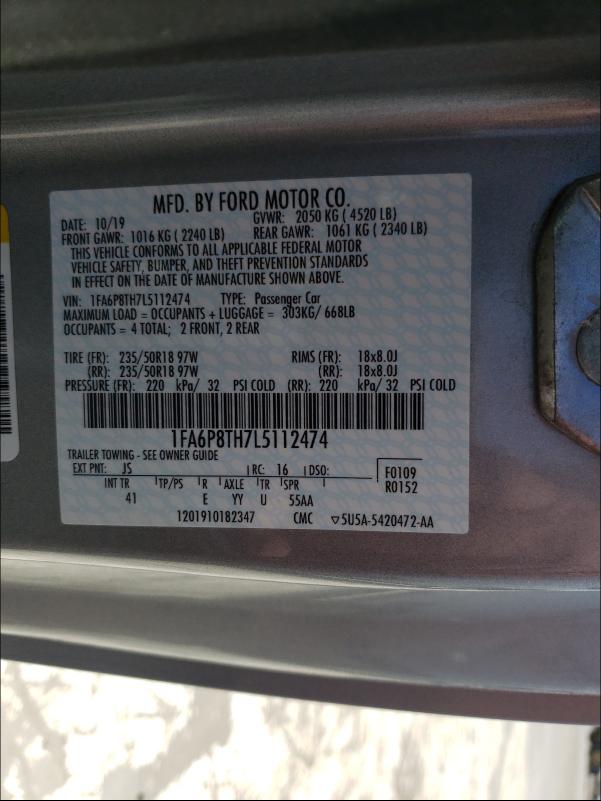 MFD. BY FORD MOTOR CO.
DATE: 10/19 GVWR: 2050 KG ( 4520 LB)
FRONT GAWR: 1016 KG ( 2240 LB) REAR GAWR: 1061 KG ( 2340 LB)
THIS VEHICLE CONFORMS TO ALL APPLICABLE FEDERAL MOTOR
VEHICLE SAFETY, BUMPER, AND THEFT PREVENTION STANDARDS
IN EFFECT ON THE DATE OF MANUFACTURE SHOWN ABOVE.
VIN: 1FA6P8TH7L5112474 TYPE: Passenger Car
MAXIMUM LOAD = OCCUPANTS + LUGGAGE = 303KG/ 668LB
OCCUPANTS = 4 TOTAL; 2 FRONT, 2 REAR
TIRE (FR): 235/50R18 97W RIMS (FR): 18x8.0J
(RR): 235/50R18 97W (RR): 18x8.0J
PRESSURE (FR): 220 kPa/ 32 PSI COLD (RR): 220 kPa/ 32 PSI COLD
1FA6P8TH7L5112474
TRAILER TOWING - SEE OWNER GUIDE
EXT PNT: JS RC: 16 DSO: F0109
INT TR TP/PS R AXLE TR SPR R0152
41 E YY U 55AA
1201910182347 CMC ▽5U5A-5420472-AA